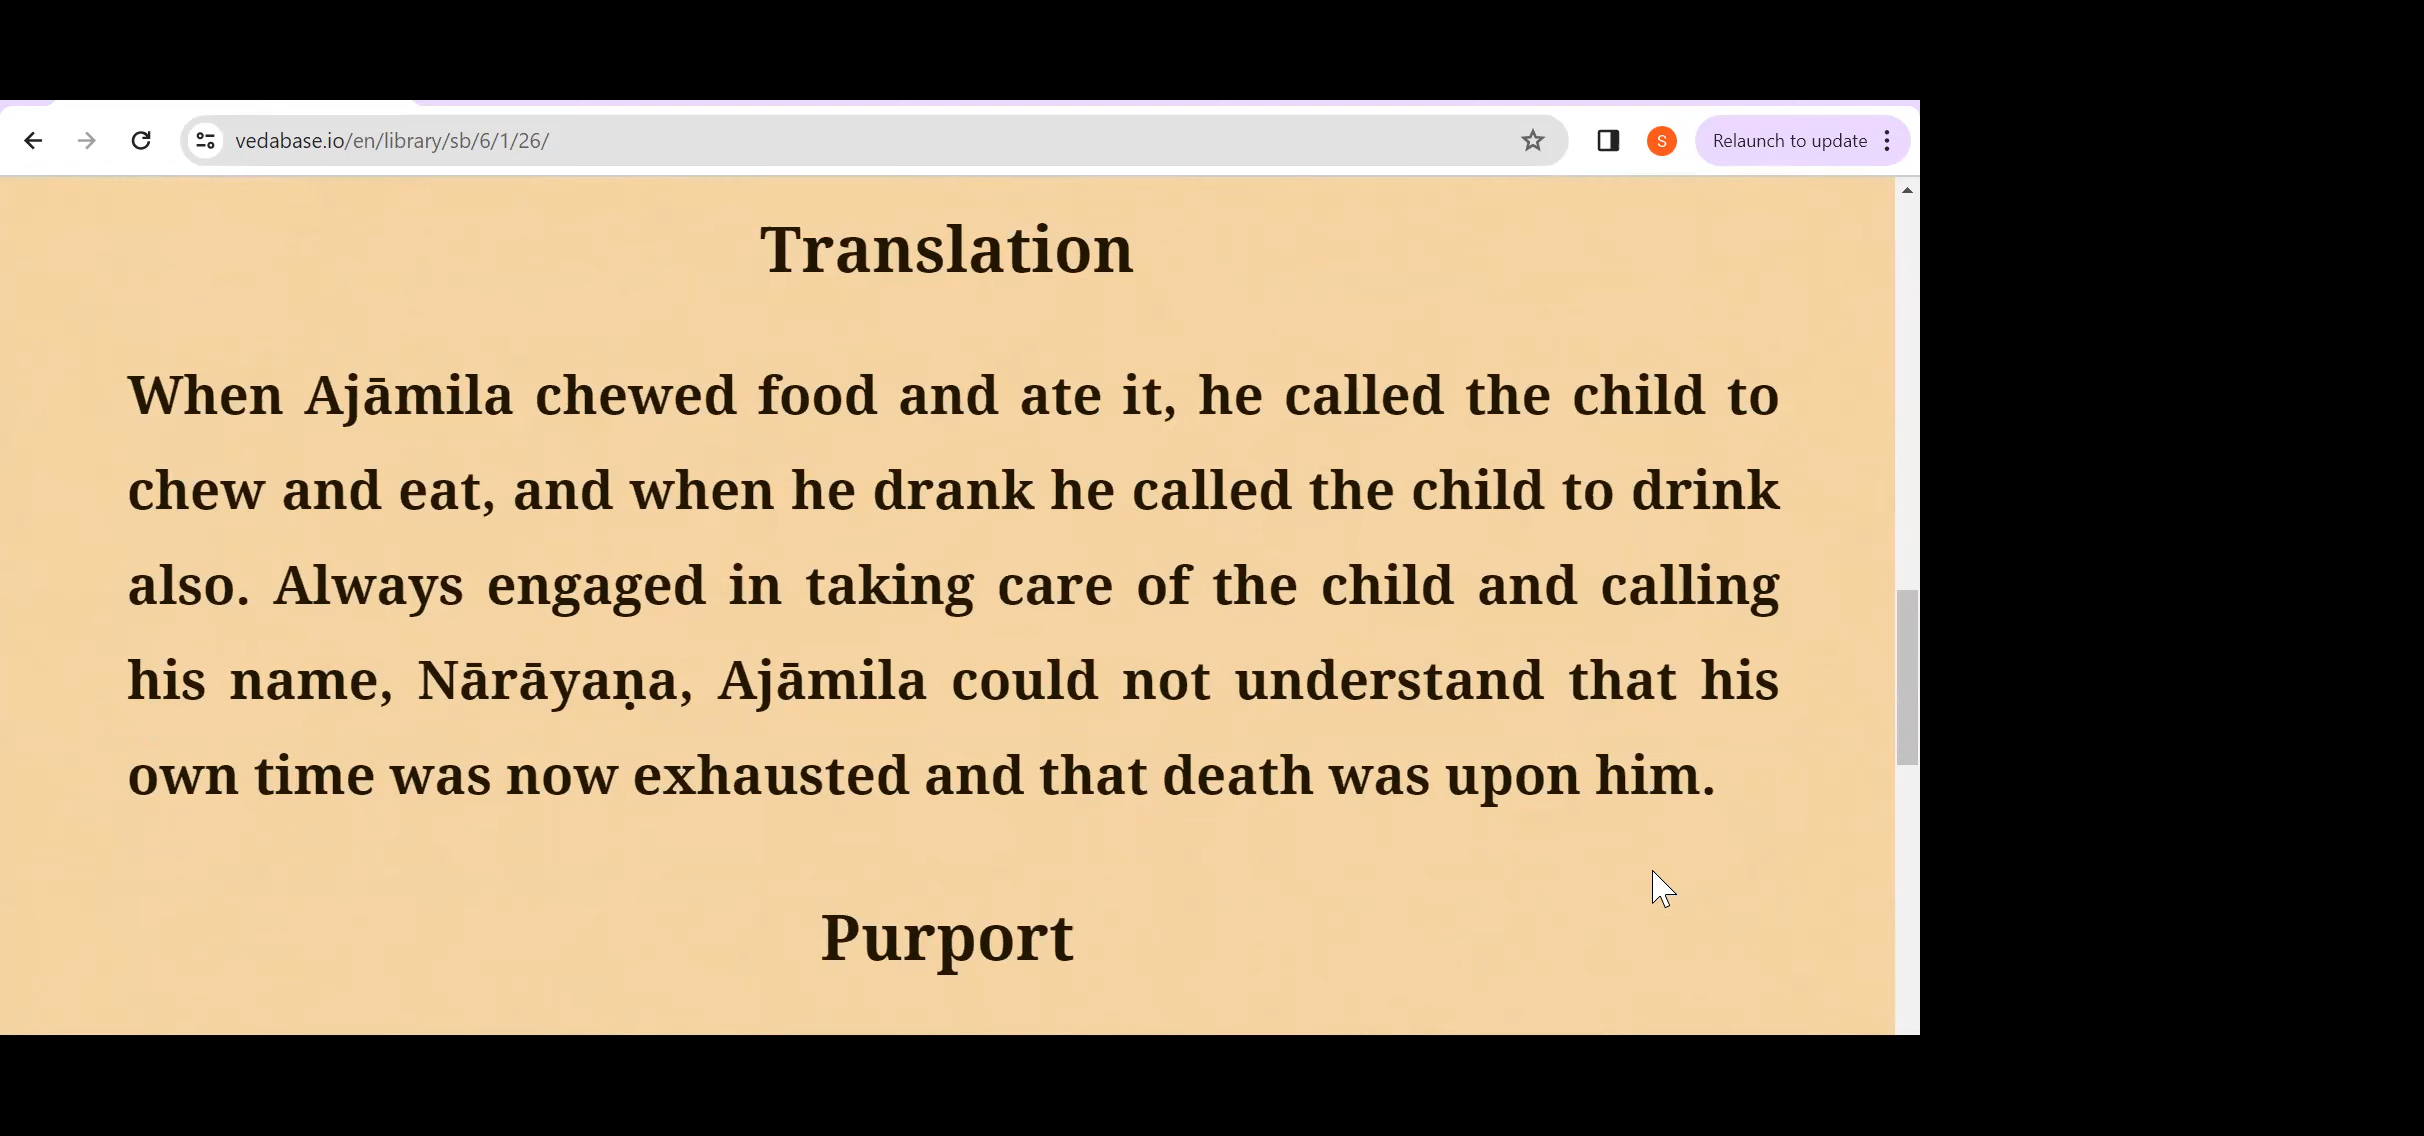 vedabase.io/en/library/sb/6/1/26/
S
Relaunch to update
Translation
When Ajāmila chewed food and ate it, he called the child to
chew and eat, and when he drank he called the child to drink
also. Always engaged in taking care of the child and calling
his name, Nārāyaṇa, Ajāmila could not understand that his
own time was now exhausted and that death was upon him.
Purport